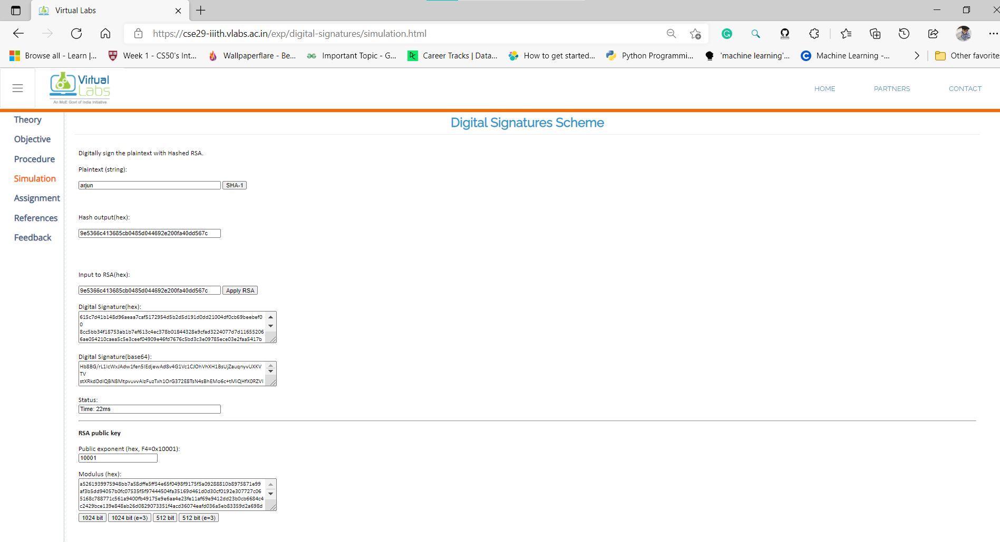 Virtual Labs
https://cse29-iiith.vlabs.ac.in/exp/digital-signatures/simulation.html
Browse all - Learn |...
Week 1 - CS50's Int...
Wallpaperflare - Be...
Important Topic - G...
Career Tracks | Data...
How to get started...
Python Programmi...
'machine learning'...
Machine Learning -...
Other favorite
Virtual
Labs
An MoE Govt of India Initiative
HOME
PARTNERS
CONTACT
Theory
Objective
Procedure
Simulation
Assignment
References
Feedback
Digital Signatures Scheme
Digitally sign the plaintext with Hashed RSA.
Plaintext (string):
arjun
SHA-1
Hash output(hex):
9e5366c413685cb0485d044692e200fa40dd567c
Input to RSA(hex):
9e5366c413685cb0485d044692e200fa40dd567c
Apply RSA
Digital Signature(hex):
615c7d41b148d96aeaa7caf5172954d5b2d5d191d0dd21004df0cb69beebef0
0
8cc5bb34f18753ab1b7ef613c4ec378b01844328e9cfad3224077d7d11655206
6ae054210caea5c5e3ceef04909e46fd7676c5bd3c3e09785ece03e2faa5417b
Digital Signature(base64):
Hb8BG/rL1IcWxJAdw1fen5IEdjewAd8v4G1Vc1CJOhVhXH1BsUjZauqnyvUXKV
TV
stXRkdDdIQBN8MtpvuvvAIzFuzTxh1OrG372E8TsN4sBhEMo6c+tMiQHfX0RZVI
Status:
Time: 22ms
RSA public key
Public exponent (hex, F4=0x10001):
10001
Modulus (hex):
a5261939975948bb7a58dffe5ff54e65f0498f9175f5a09288810b8975871e99
af3b5dd94057b0fc07535f5f97444504fa35169d461d0d30cf0192e307727c06
5168c788771c561a9400fb49175e9e6aa4e23fe11af69e9412dd23b0cb6684c4
c2429bce139e848ab26d0829073351f4acd36074eafd036a5eb83359d2a698d
1024 bit
1024 bit (e=3)
512 bit
512 bit (e=3)